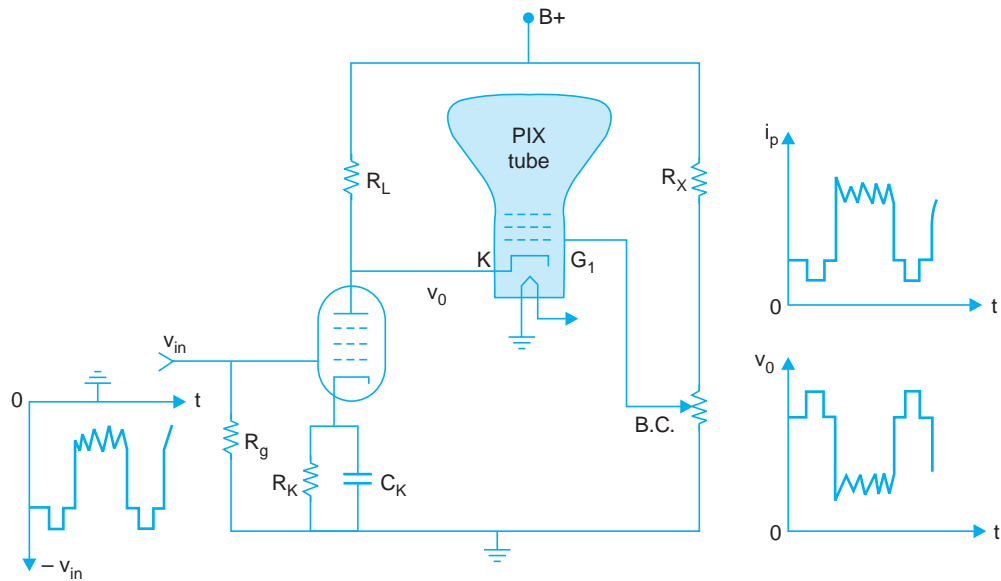 B+
PIX
tube
i_p
R_L
R_X
K
G_1
0
t
v_0
v_in
v_0
0
t
B.C.
R_g
R_K
C_K
0
t
– v_in